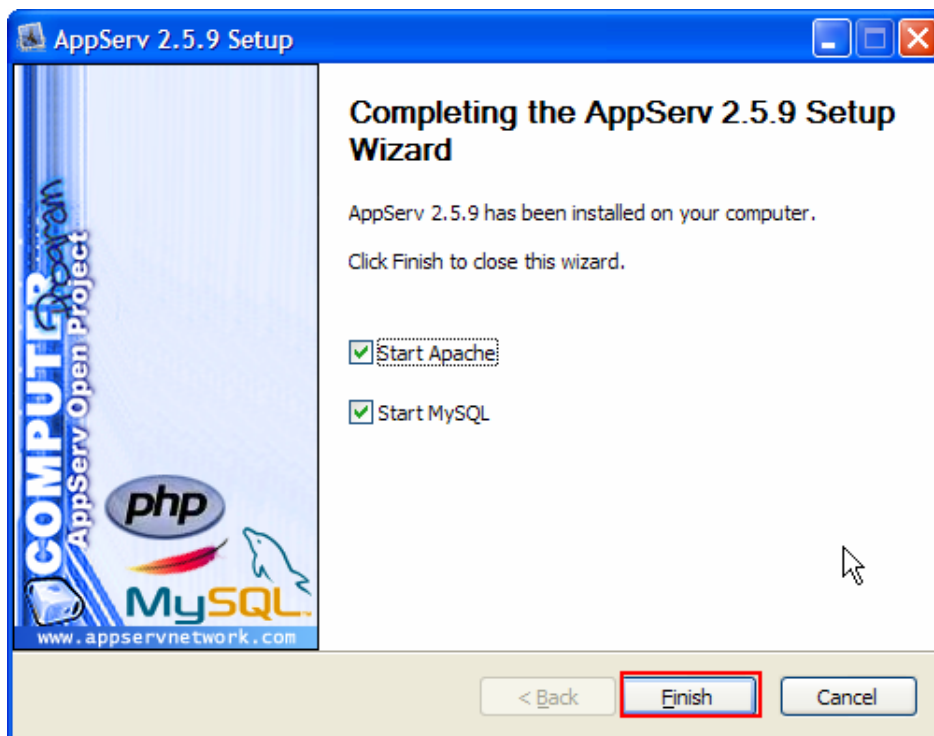 AppServ 2.5.9 Setup
Completing the AppServ 2.5.9 Setup
Wizard
AppServ 2.5.9 has been installed on your computer.
Click Finish to close this wizard.
Start Apache
Start MySQL
COMPUTER
Program
AppServ Open Project
php
MySQL
www.appservnetwork.com
< Back
Finish
Cancel